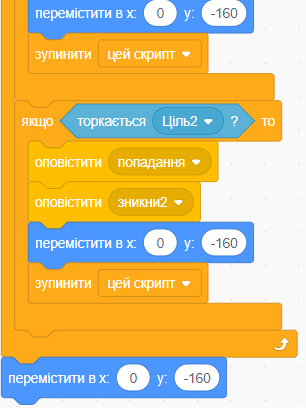 перемістити в x: 0 y: -160
зупинити цей скрипт
якщо торкається Ціль2 ? то
оповістити попадання
оповістити зникни2
перемістити в x: 0 y: -160
зупинити цей скрипт
перемістити в x: 0 y: -160